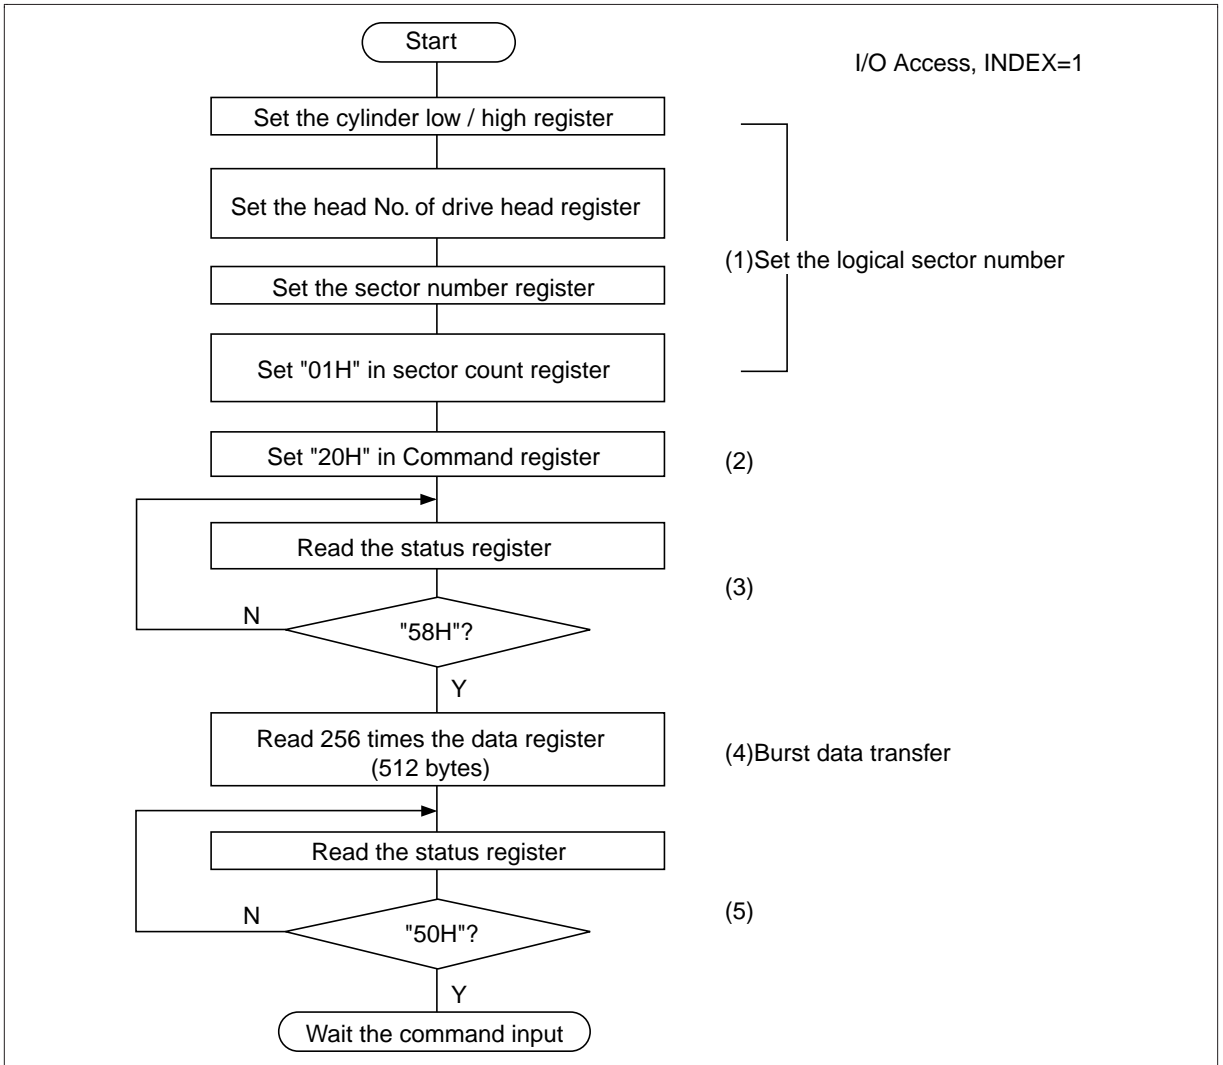 Start
I/O Access, INDEX=1
Set the cylinder low / high register
Set the head No. of drive head register
(1)Set the logical sector number
Set the sector number register
Set "01H" in sector count register
Set "20H" in Command register
(2)
Read the status register
(3)
N
"58H"?
Y
Read 256 times the data register
(512 bytes)
(4)Burst data transfer
Read the status register
N
(5)
"50H"?
Y
Wait the command input